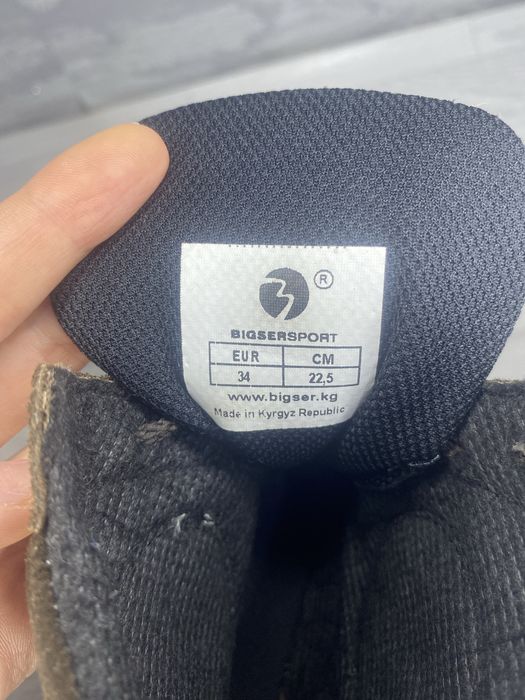 ®
BIGSERSPORT
EUR CM
34 22,5
www.bigser.kg
Made in Kyrgyz Republic